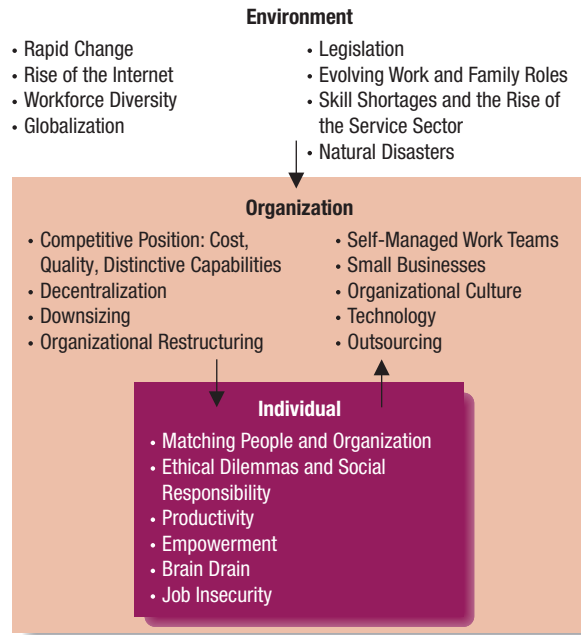 Environment
• Rapid Change
• Rise of the Internet
• Workforce Diversity
• Globalization
• Legislation
• Evolving Work and Family Roles
• Skill Shortages and the Rise of
the Service Sector
• Natural Disasters
Organization
• Competitive Position: Cost,
Quality, Distinctive Capabilities
• Decentralization
• Downsizing
• Organizational Restructuring
• Self-Managed Work Teams
• Small Businesses
• Organizational Culture
• Technology
• Outsourcing
Individual
• Matching People and Organization
• Ethical Dilemmas and Social
Responsibility
• Productivity
• Empowerment
• Brain Drain
• Job Insecurity